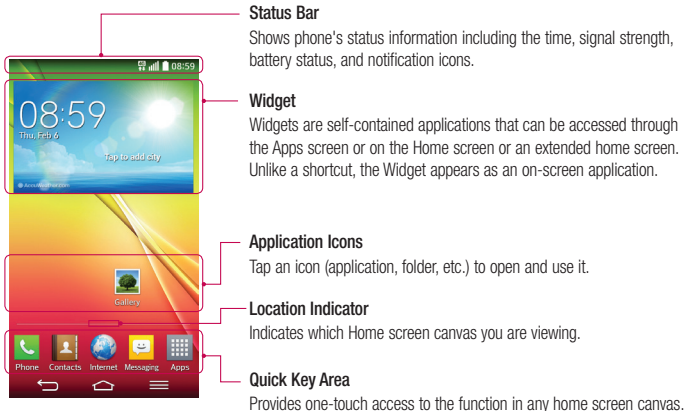 Status Bar
Shows phone's status information including the time, signal strength,
battery status, and notification icons.
4G 08:59
Widget
Widgets are self-contained applications that can be accessed through
the Apps screen or on the Home screen or an extended home screen.
Unlike a shortcut, the Widget appears as an on-screen application.
08:59
Thu, Feb 6
Tap to add city
AccuWeather.com
Application Icons
Tap an icon (application, folder, etc.) to open and use it.
Gallery
Location Indicator
Indicates which Home screen canvas you are viewing.
Phone Contacts Internet Messaging Apps
Quick Key Area
Provides one-touch access to the function in any home screen canvas.